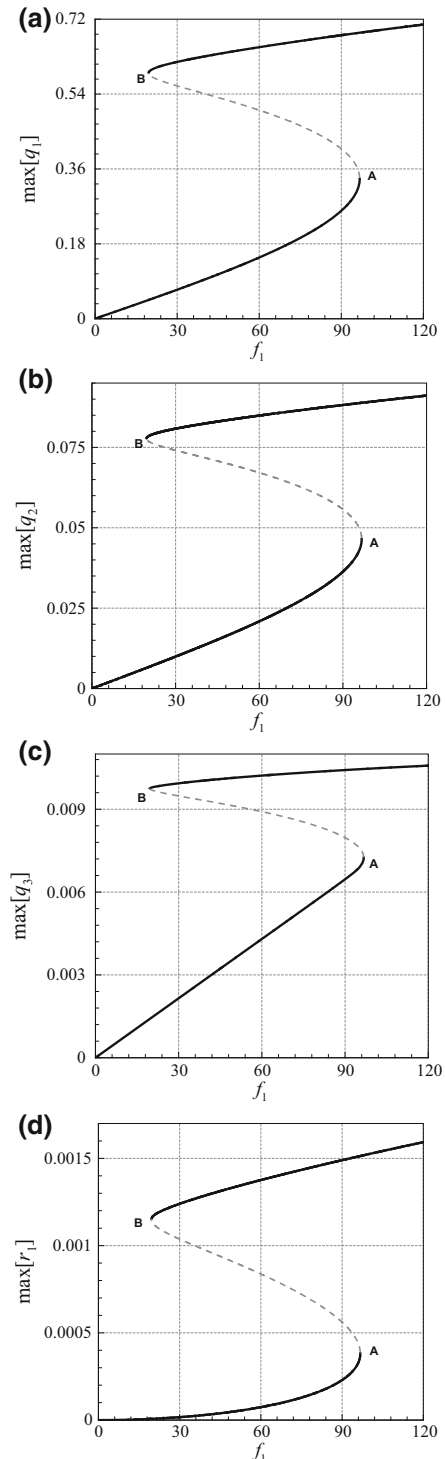 (a)
0.72
0.54
0.36
0.18
0
max[q₁]
B
A
0 30 60 90 120
f₁
(b)
0.075
0.05
0.025
0
max[q₂]
B
A
0 30 60 90 120
f₁
(c)
0.009
0.006
0.003
0
max[q₃]
B
A
0 30 60 90 120
f₁
(d)
0.0015
0.001
0.0005
0
max[r₁]
B
A
0 30 60 90 120
f₁